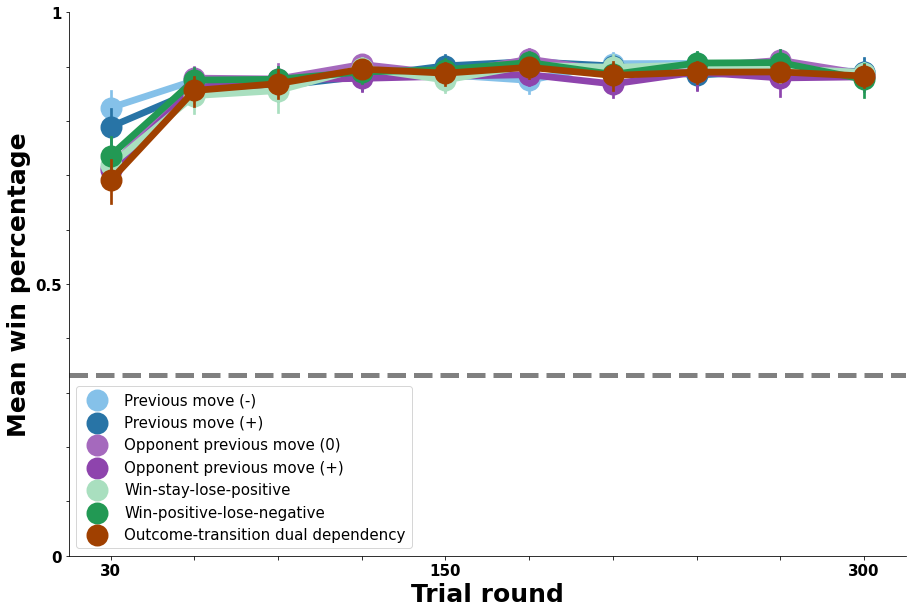 1
0.5
0
Mean win percentage
Previous move (-)
Previous move (+)
Opponent previous move (0)
Opponent previous move (+)
Win-stay-lose-positive
Win-positive-lose-negative
Outcome-transition dual dependency
30
150
300
Trial round